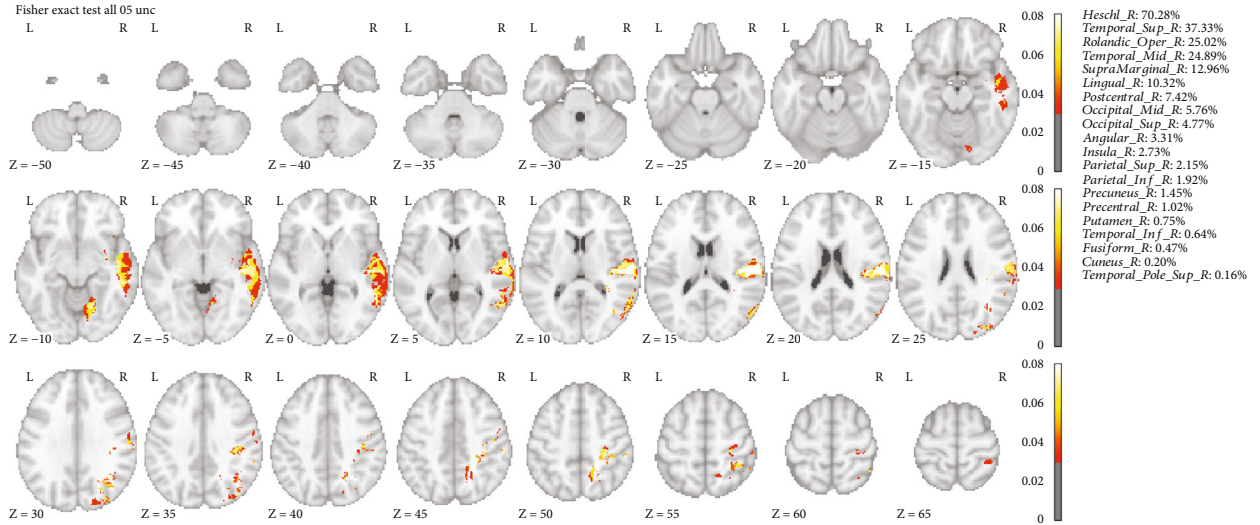 Fisher exact test all 05 unc
L R L R L R L R L R L R L R L R
0.08
0.06
0.04
0.02
0
Z = −50 Z = −45 Z = −40 Z = −35 Z = −30 Z = −25 Z = −20 Z = −15
L R L R L R L R L R L R L R L R
0.08
0.06
0.04
0.02
0
Z = −10 Z = −5 Z = 0 Z = 5 Z = 10 Z = 15 Z = 20 Z = 25
L R L R L R L R L R L R L R L R
0.08
0.06
0.04
0.02
0
Z = 30 Z = 35 Z = 40 Z = 45 Z = 50 Z = 55 Z = 60 Z = 65
Heschl_R: 70.28%
Temporal_Sup_R: 37.33%
Rolandic_Oper_R: 25.02%
Temporal_Mid_R: 24.89%
SupraMarginal_R: 12.96%
Lingual_R: 10.32%
Postcentral_R: 7.42%
Occipital_Mid_R: 5.76%
Occipital_Sup_R: 4.77%
Angular_R: 3.31%
Insula_R: 2.73%
Parietal_Sup_R: 2.15%
Parietal_Inf_R: 1.92%
Precuneus_R: 1.45%
Precentral_R: 1.02%
Putamen_R: 0.75%
Temporal_Inf_R: 0.64%
Fusiform_R: 0.47%
Cuneus_R: 0.20%
Temporal_Pole_Sup_R: 0.16%